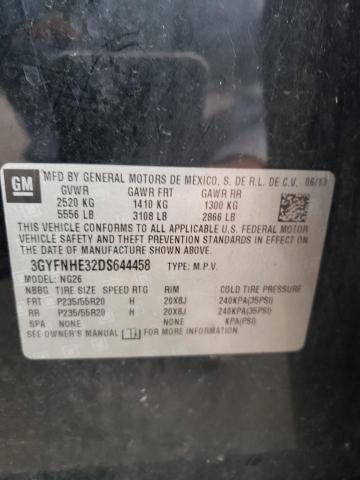 GM
MFD BY GENERAL MOTORS DE MEXICO, S. DE R.L. DE C.V. 06/13
GVWR GAWR FRT GAWR RR
2520 KG 1410 KG 1300 KG
5556 LB 3108 LB 2866 LB
THIS VEHICLE CONFORMS TO ALL APPLICABLE U.S. FEDERAL MOTOR
VEHICLE SAFETY, AND THEFT PREVENTION STANDARDS IN EFFECT ON
THE DATE OF MANUFACTURE SHOWN ABOVE.
3GYFNHE32DS644458 TYPE: M.P.V.
MODEL: NG26
NBBG TIRE SIZE SPEED RTG RIM COLD TIRE PRESSURE
FRT P235/55R20 H 20X8J 240KPA(35PSI)
RR P235/55R20 H 20X8J 240KPA(35PSI)
SPA NONE NONE NONE KPA(PSI)
SEE OWNER'S MANUAL FOR ADDITIONAL INFORMATION.